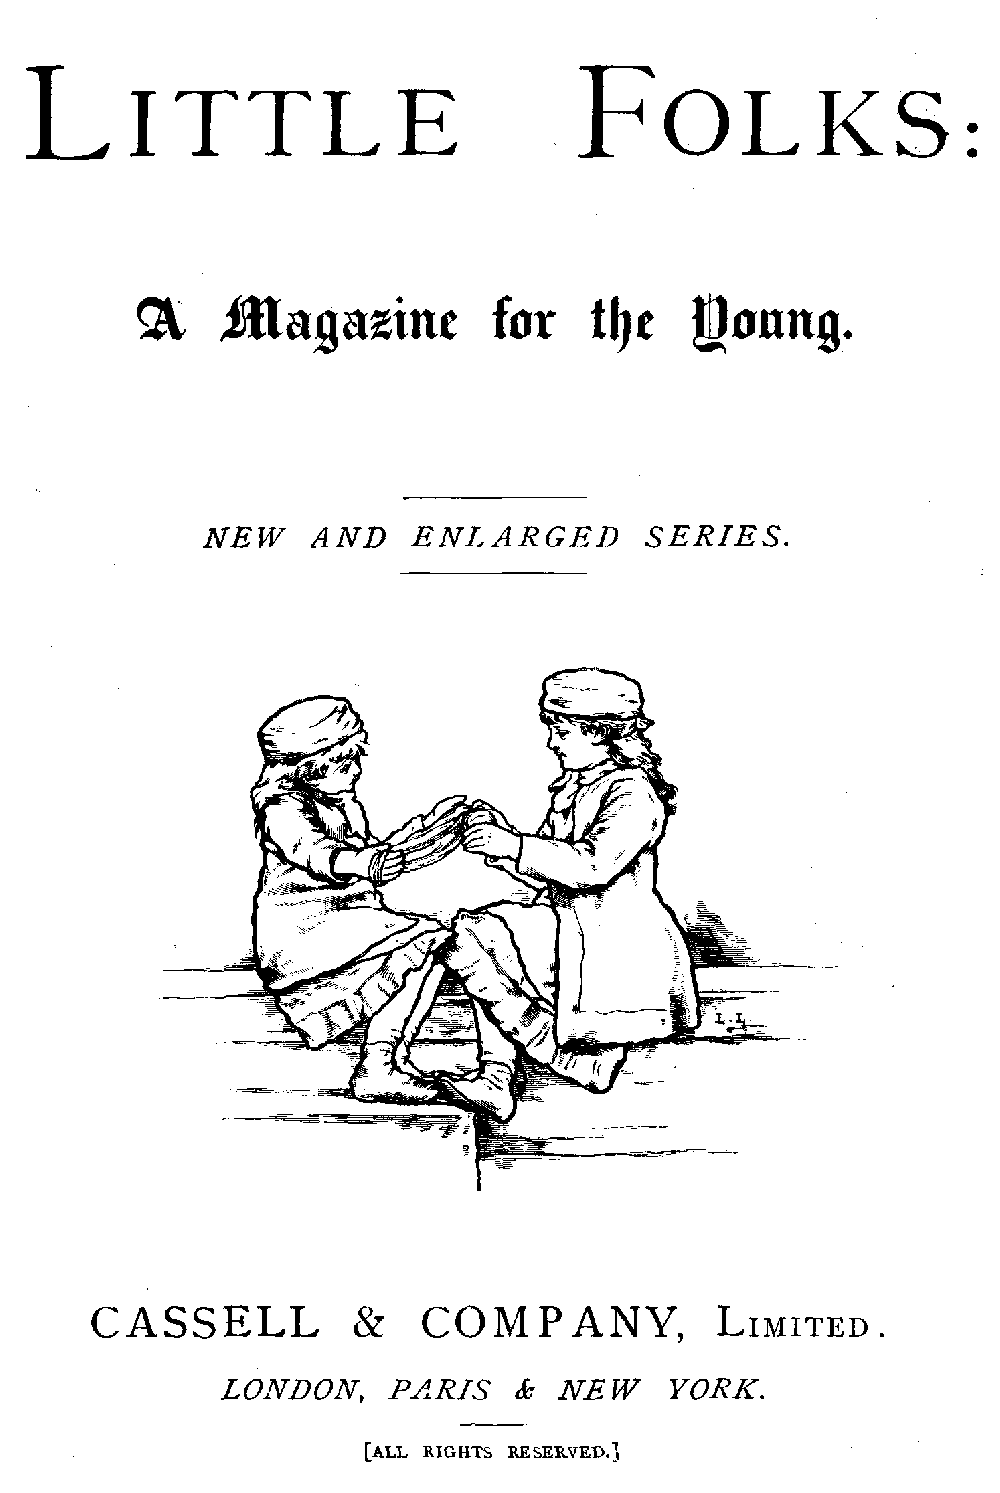 LITTLE FOLKS:
A Magazine for the Young.
NEW AND ENLARGED SERIES.
L.L
CASSELL & COMPANY, LIMITED.
LONDON, PARIS & NEW YORK.
[ALL RIGHTS RESERVED.]